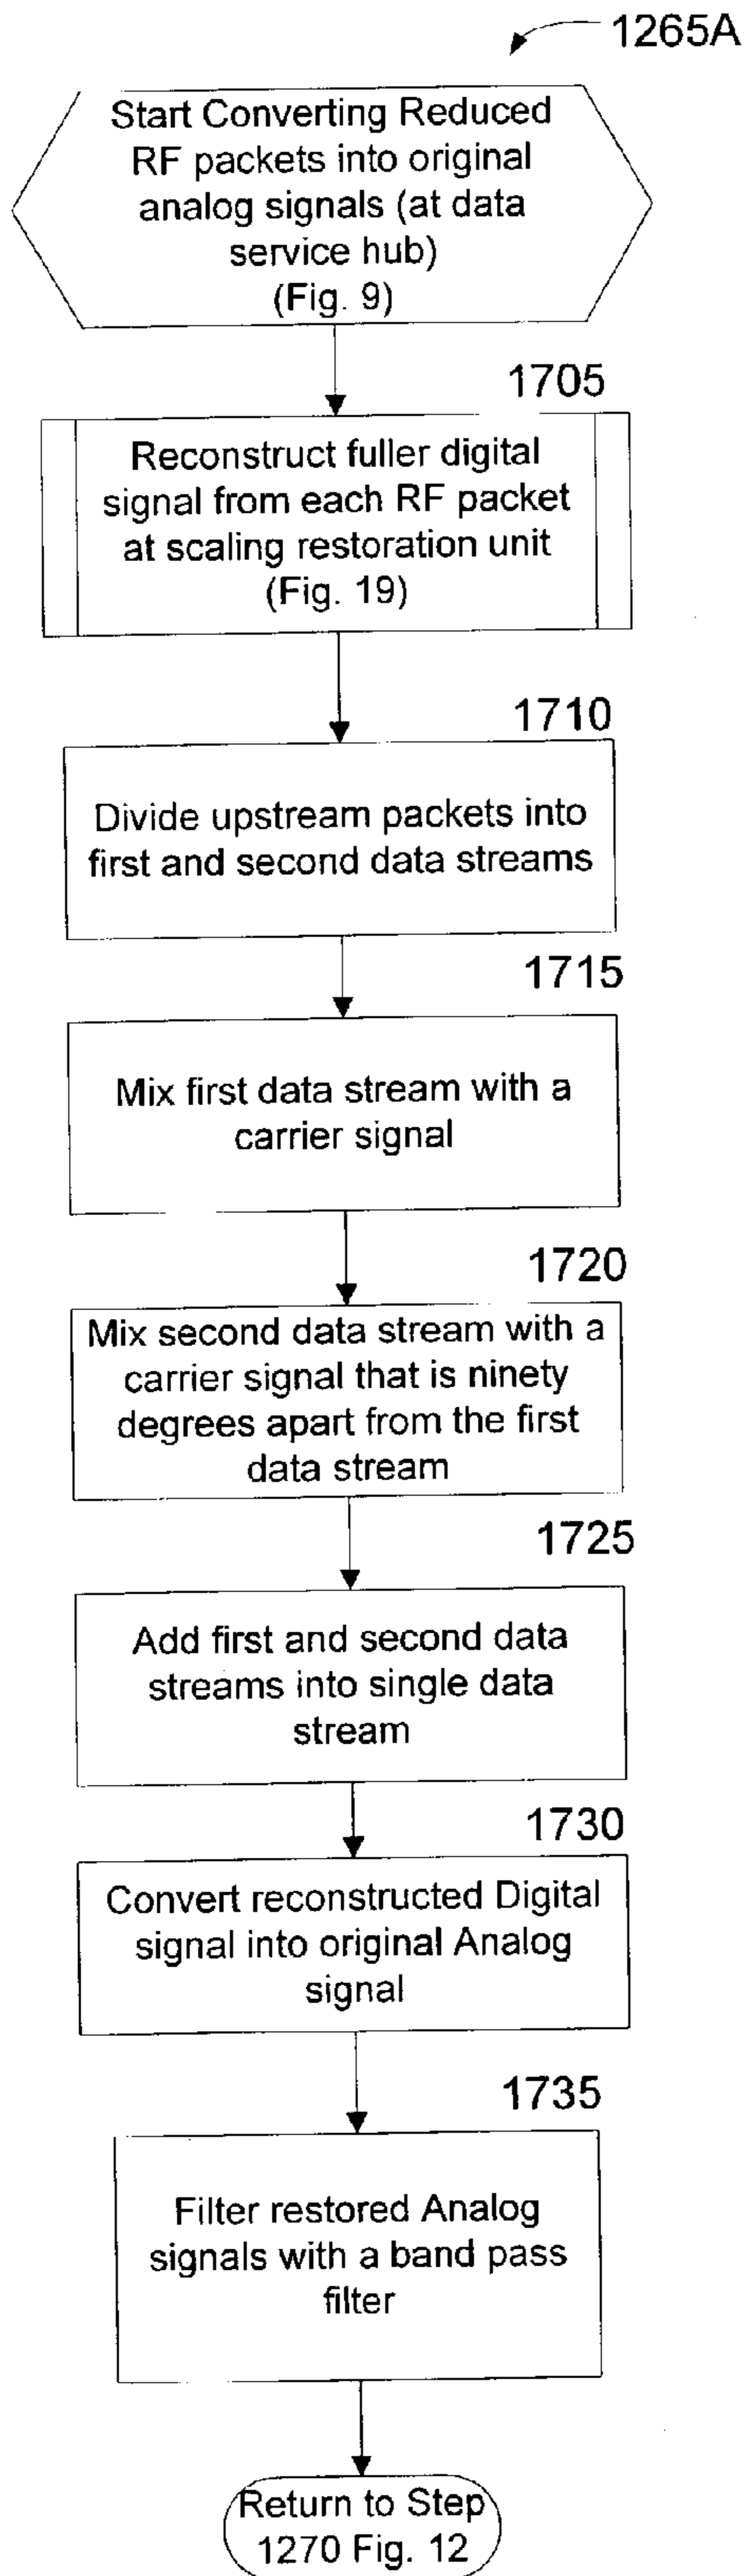 1265A
Start Converting Reduced
RF packets into original
analog signals (at data
service hub)
(Fig. 9)
1705
Reconstruct fuller digital
signal from each RF packet
at scaling restoration unit
(Fig. 19)
1710
Divide upstream packets into
first and second data streams
1715
Mix first data stream with a
carrier signal
1720
Mix second data stream with a
carrier signal that is ninety
degrees apart from the first
data stream
1725
Add first and second data
streams into single data
stream
1730
Convert reconstructed Digital
signal into original Analog
signal
1735
Filter restored Analog
signals with a band pass
filter
Return to Step
1270 Fig. 12